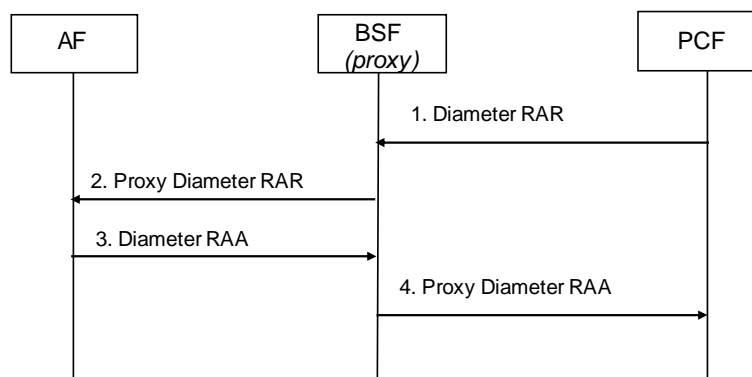 AF
BSF
(proxy)
PCF
1. Diameter RAR
2. Proxy Diameter RAR
3. Diameter RAA
4. Proxy Diameter RAA